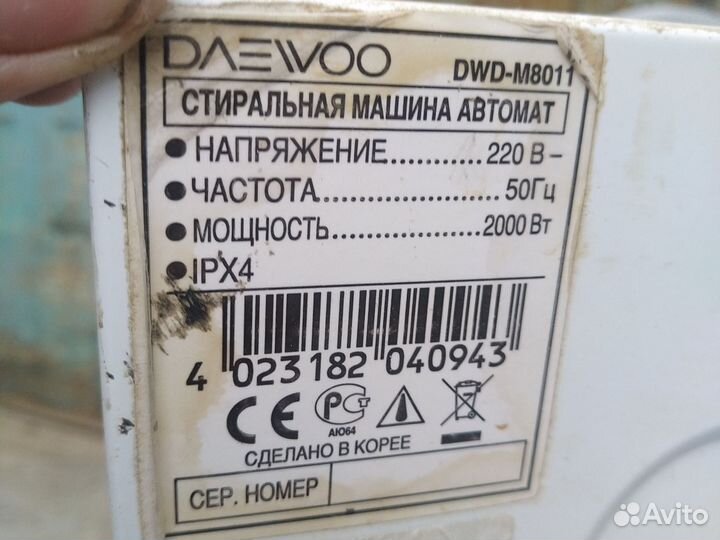 DAEWOO
DWD-M8011
СТИРАЛЬНАЯ МАШИНА АВТОМАТ
● НАПРЯЖЕНИЕ..............220 В~
● ЧАСТОТА......................... 50Гц
● МОЩНОСТЬ..................... 2000 Вт
● IPX4
4 023182 040943
CE РСТ
АЮ64
СДЕЛАНО В КОРЕЕ
СЕР. НОМЕР
Avito